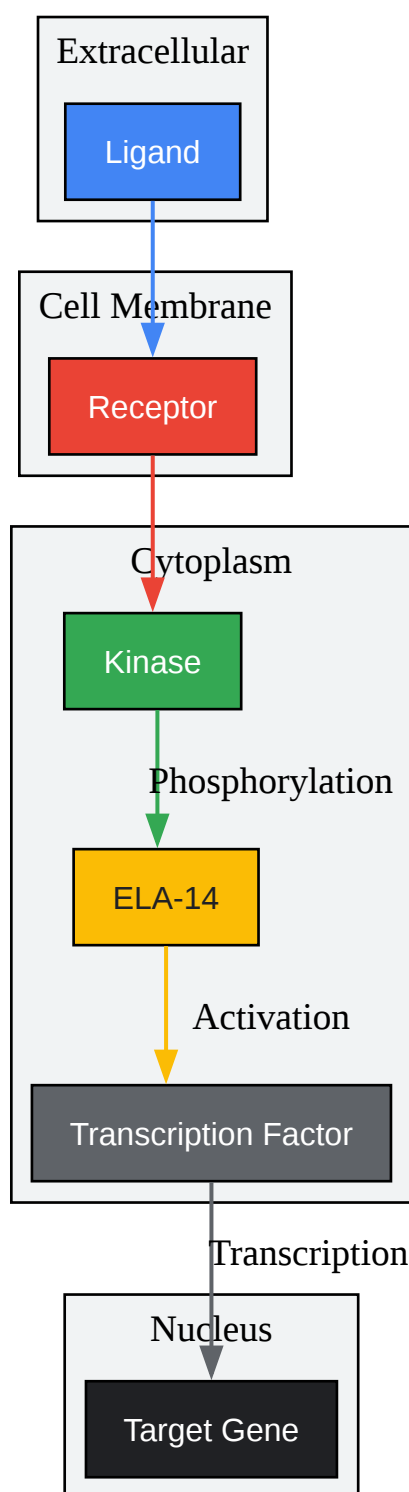 Extracellular
Ligand
Cell Membrane
Receptor
Cytoplasm
Kinase
Phosphorylation
ELA-14
Activation
Transcription Factor
Transcription
Nucleus
Target Gene